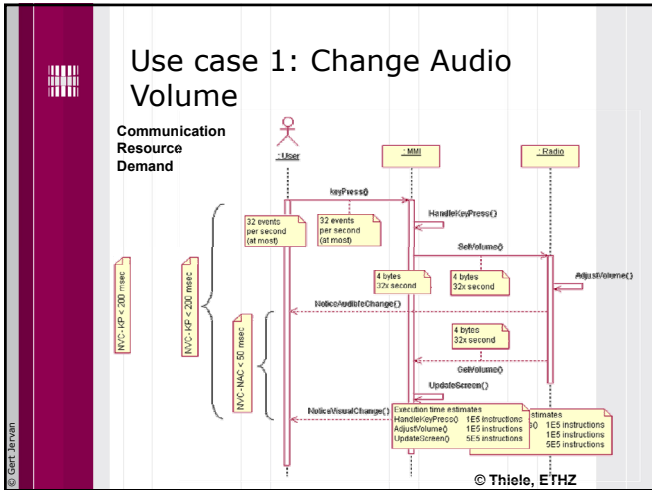 Use case 1: Change Audio
Volume
Communication
Resource
Demand
: User
: MMI
: Radio
keyPress()
HandleKeyPress()
32 events
per second
(at most)
32 events
per second
(at most)
SetVolume()
4 bytes
32x second
4 bytes
32x second
AdjustVolume()
NoticeAudibleChange()
NVC-KP < 200 msec
NVC-KP < 200 msec
NVC-NAC < 50 msec
4 bytes
32x second
GetVolume()
UpdateScreen()
NoticeVisualChange()
Execution time estimates
HandleKeyPress() 1E5 instructions
AdjustVolume() 1E5 instructions
UpdateScreen() 5E5 instructions
1E5 instructions
1E5 instructions
5E5 instructions
© Thiele, ETHZ
© Gert Jervan